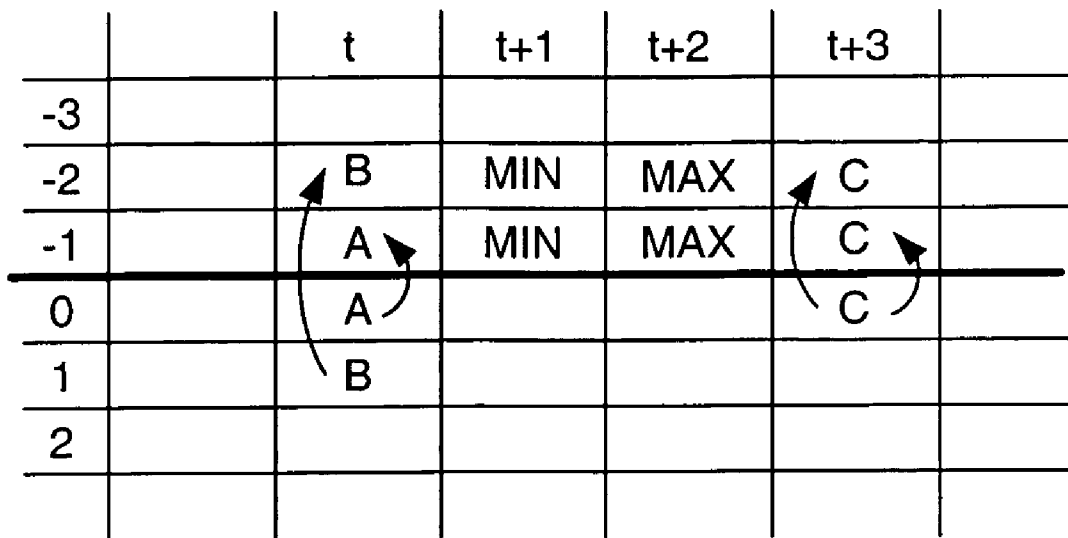 t t+1 t+2 t+3
-3
-2 B MIN MAX C
-1 A MIN MAX C
0 A C
1 B
2